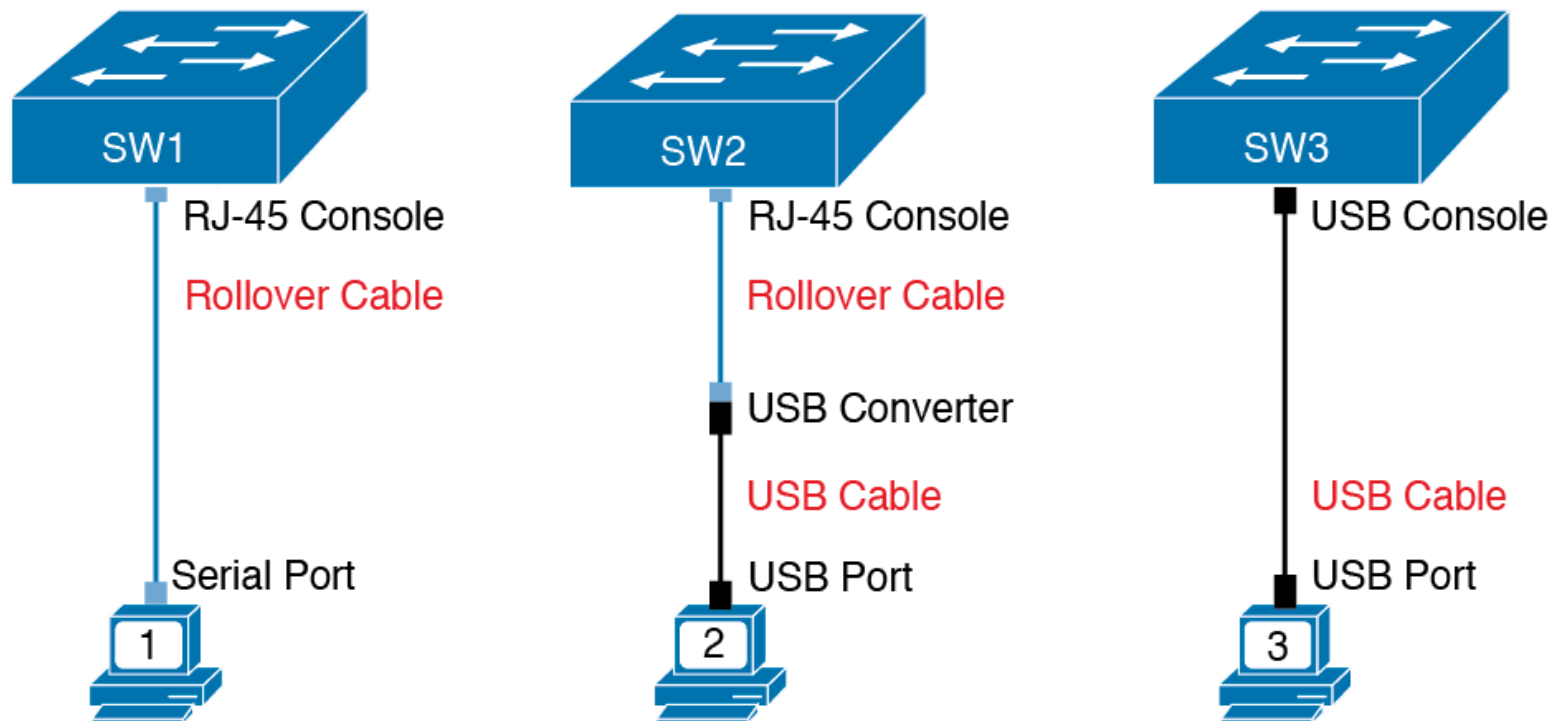 SW1
RJ-45 Console
Rollover Cable
Serial Port
1
SW2
RJ-45 Console
Rollover Cable
USB Converter
USB Cable
USB Port
2
SW3
USB Console
USB Cable
USB Port
3